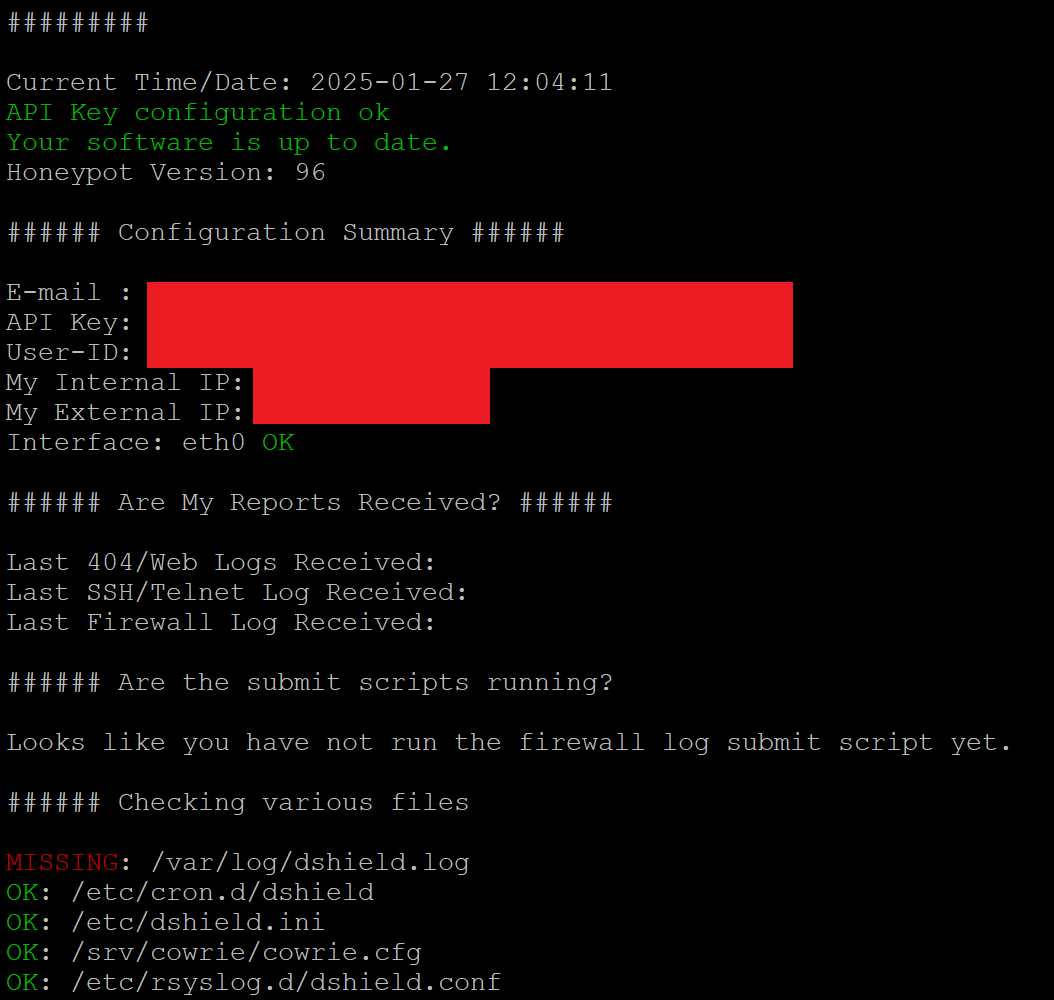 #########
Current Time/Date: 2025-01-27 12:04:11
API Key configuration ok
Your software is up to date.
Honeypot Version: 96
###### Configuration Summary ######
E-mail :
API Key:
User-ID:
My Internal IP:
My External IP:
Interface: eth0 OK
###### Are My Reports Received? ######
Last 404/Web Logs Received:
Last SSH/Telnet Log Received:
Last Firewall Log Received:
###### Are the submit scripts running?
Looks like you have not run the firewall log submit script yet.
###### Checking various files
MISSING: /var/log/dshield.log
OK: /etc/cron.d/dshield
OK: /etc/dshield.ini
OK: /srv/cowrie/cowrie.cfg
OK: /etc/rsyslog.d/dshield.conf